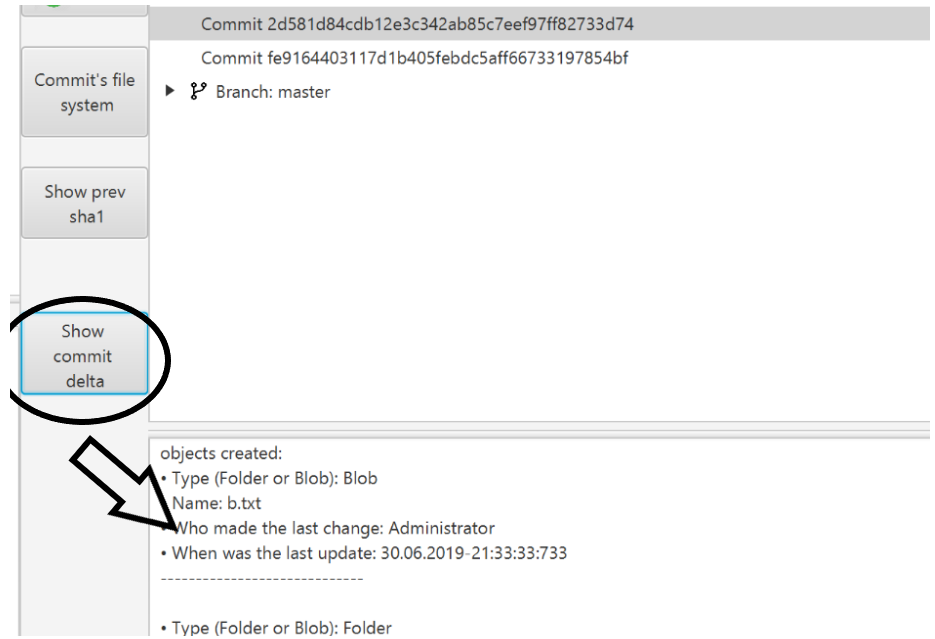 Commit 2d581d84cdb12e3c342ab85c7eef97ff82733d74
Commit fe9164403117d1b405febdc5aff66733197854bf
Branch: master
Commit's file
system
Show prev
sha1
Show
commit
delta
objects created:
• Type (Folder or Blob): Blob
Name: b.txt
• Who made the last change: Administrator
• When was the last update: 30.06.2019-21:33:33:733
-----------------------------
• Type (Folder or Blob): Folder